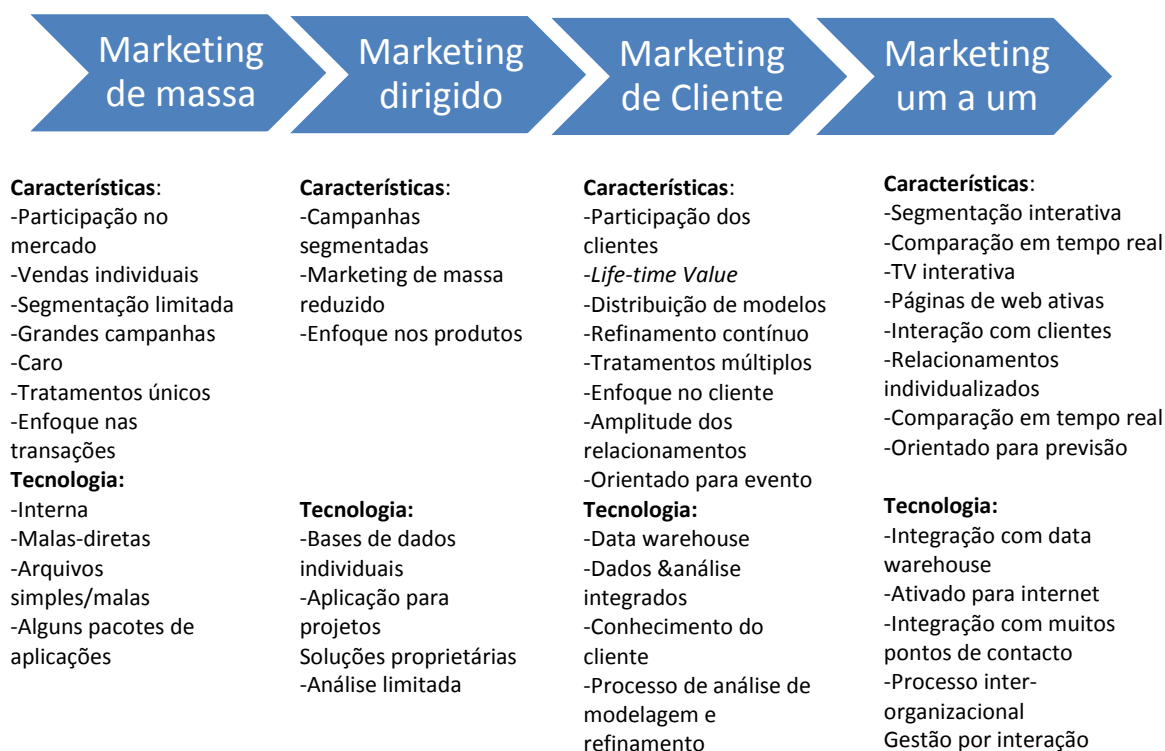 Marketing
de massa
Marketing
dirigido
Marketing
de Cliente
Marketing
um a um
Características:
-Participação no
mercado
-Vendas individuais
-Segmentação limitada
-Grandes campanhas
-Caro
-Tratamentos únicos
-Enfoque nas
transações
Tecnologia:
-Interna
-Malas-diretas
-Arquivos
simples/malas
-Alguns pacotes de
aplicações
Características:
-Campanhas
segmentadas
-Marketing de massa
reduzido
-Enfoque nos produtos
Tecnologia:
-Bases de dados
individuais
-Aplicação para
projetos
Soluções proprietárias
-Análise limitada
Características:
-Participação dos
clientes
-Life-time Value
-Distribuição de modelos
-Refinamento contínuo
-Tratamentos múltiplos
-Enfoque no cliente
-Amplitude dos
relacionamentos
-Orientado para evento
Tecnologia:
-Data warehouse
-Dados &análise
integrados
-Conhecimento do
cliente
-Processo de análise de
modelagem e
refinamento
Características:
-Segmentação interativa
-Comparação em tempo real
-TV interativa
-Páginas de web ativas
-Interação com clientes
-Relacionamentos
individualizados
-Comparação em tempo real
-Orientado para previsão
Tecnologia:
-Integração com data
warehouse
-Ativado para internet
-Integração com muitos
pontos de contacto
-Processo inter-
organizacional
Gestão por interação